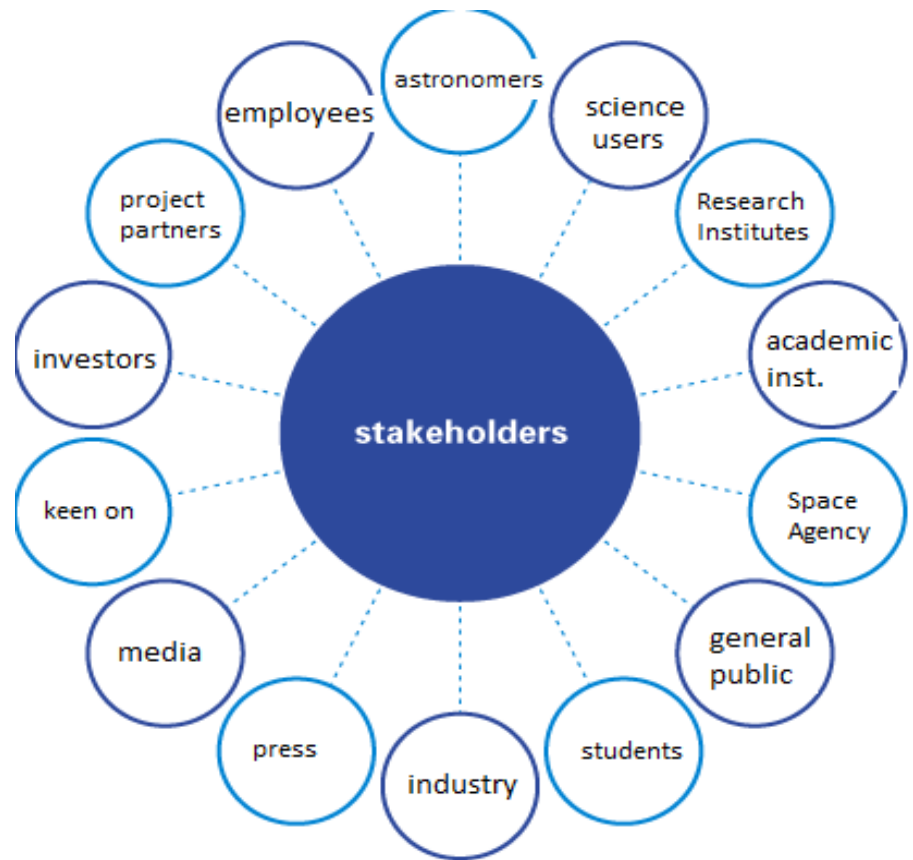 astronomers
science
users
Research
Institutes
academic
inst.
Space
Agency
general
public
students
industry
press
media
keen on
investors
project
partners
employees
stakeholders